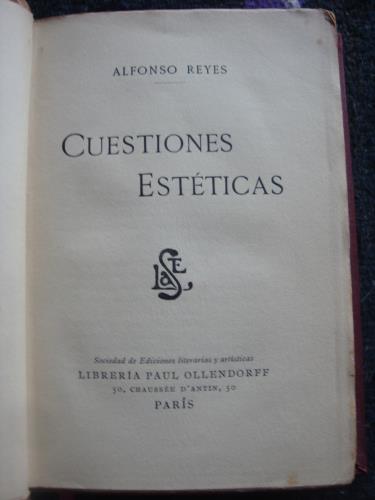 ALFONSO REYES
CUESTIONES
ESTÉTICAS
Sociedad de Ediciones literarias y artísticas
LIBRERÍA PAUL OLLENDORFF
50, CHAUSSÉE D'ANTIN, 50
PARÍS